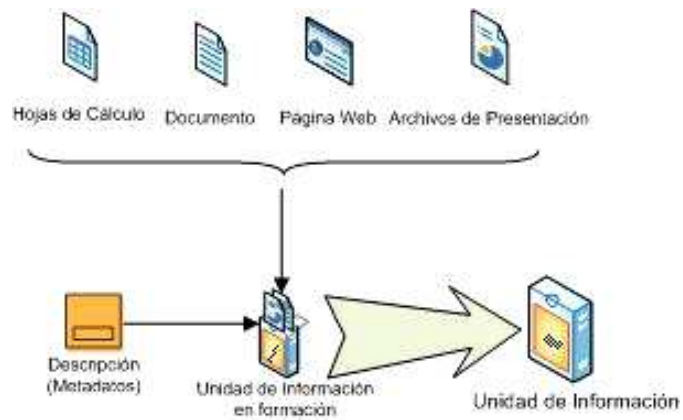 Hojas de Cálculo
Documento
Página Web
Archivos de Presentación
Descripción
(Metadatos)
Unidad de Información
en formación
Unidad de Información